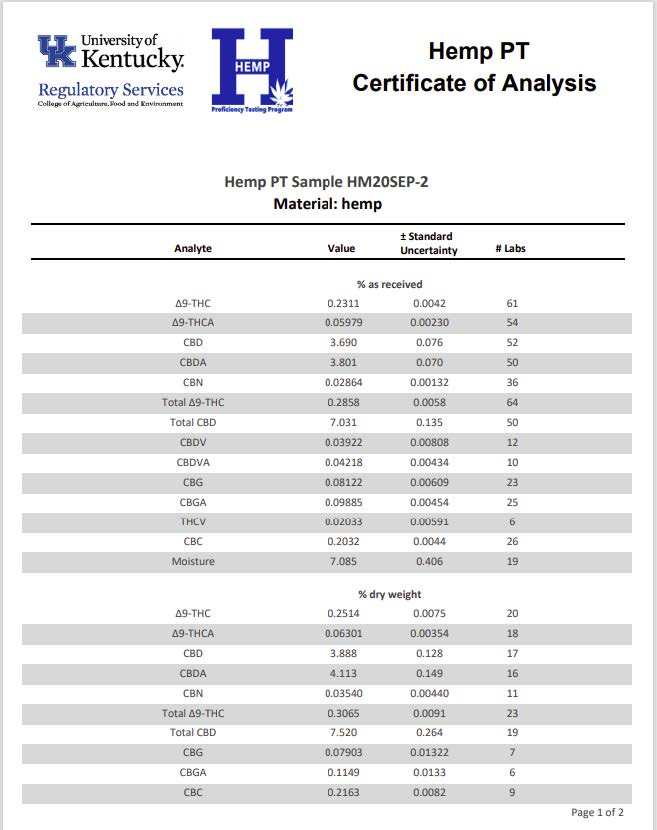 University of
Kentucky.
Regulatory Services
College of Agriculture, Food and Environment
HEMP
Proficiency Testing Program
Hemp PT
Certificate of Analysis
Hemp PT Sample HM20SEP-2
Material: hemp
Analyte Value ± Standard Uncertainty # Labs
% as received
Δ9-THC 0.2311 0.0042 61
Δ9-THCA 0.05979 0.00230 54
CBD 3.690 0.076 52
CBDA 3.801 0.070 50
CBN 0.02864 0.00132 36
Total Δ9-THC 0.2858 0.0058 64
Total CBD 7.031 0.135 50
CBDV 0.03922 0.00808 12
CBDVA 0.04218 0.00434 10
CBG 0.08122 0.00609 23
CBGA 0.09885 0.00454 25
THCV 0.02033 0.00591 6
CBC 0.2032 0.0044 26
Moisture 7.085 0.406 19
% dry weight
Δ9-THC 0.2514 0.0075 20
Δ9-THCA 0.06301 0.00354 18
CBD 3.888 0.128 17
CBDA 4.113 0.149 16
CBN 0.03540 0.00440 11
Total Δ9-THC 0.3065 0.0091 23
Total CBD 7.520 0.264 19
CBG 0.07903 0.01322 7
CBGA 0.1149 0.0133 6
CBC 0.2163 0.0082 9
Page 1 of 2